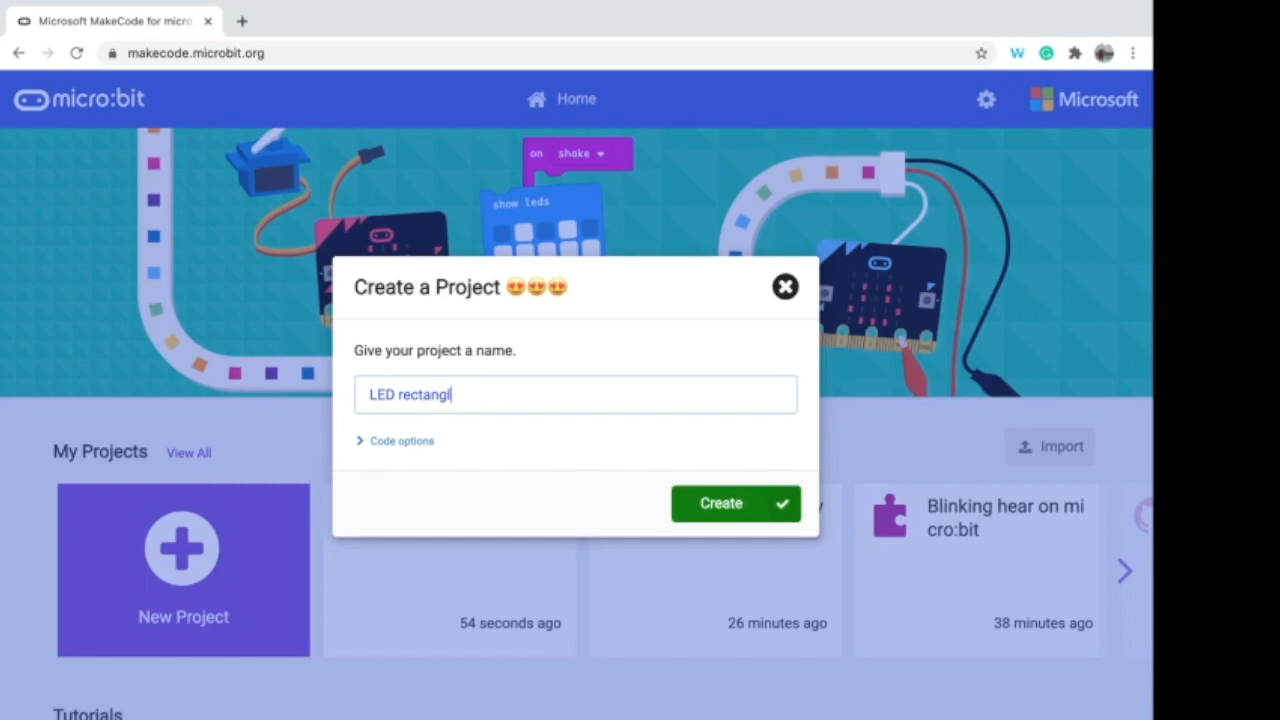 Microsoft MakeCode for micro
makecode.microbit.org
W
micro:bit
Home
Microsoft
on shake
show leds
Create a Project 😍😍😍
Give your project a name.
LED rectangl
Code options
Create
My Projects
View All
Import
New Project
54 seconds ago
y
26 minutes ago
Blinking hear on mi
cro:bit
38 minutes ago
Tutorials